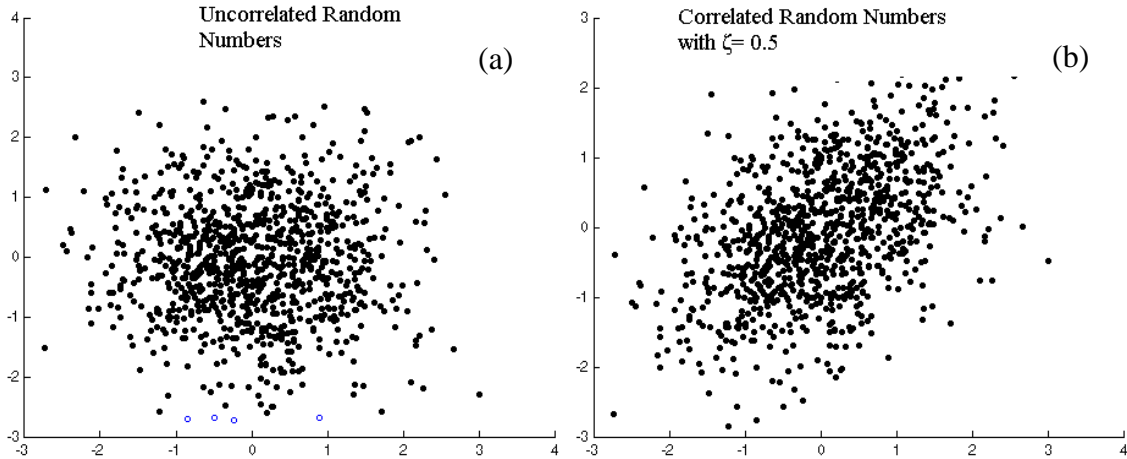 Uncorrelated Random
Numbers
(a)
4
3
2
1
0
-1
-2
-3
-3 -2 -1 0 1 2 3 4
Correlated Random Numbers
with ζ= 0.5
(b)
3
2
1
0
-1
-2
-3
-3 -2 -1 0 1 2 3 4